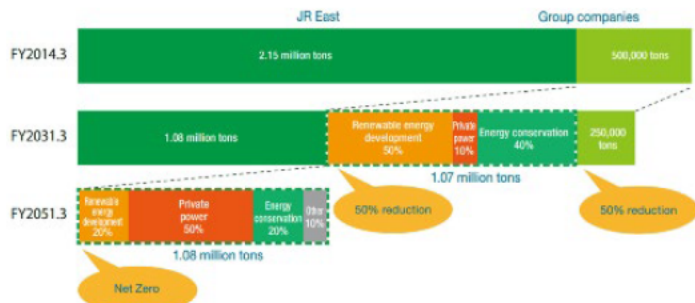 JR East Group companies
FY2014.3 2.15 million tons 500,000 tons
FY2031.3 1.08 million tons
Renewable energy
development
50%
Private
power
10%
Energy conservation
40%
250,000
tons
1.07 million tons
50% reduction
50% reduction
FY2051.3
Renewable
energy
development
20%
Private
power
50%
Energy
conservation
20%
Other
10%
1.08 million tons
Net Zero